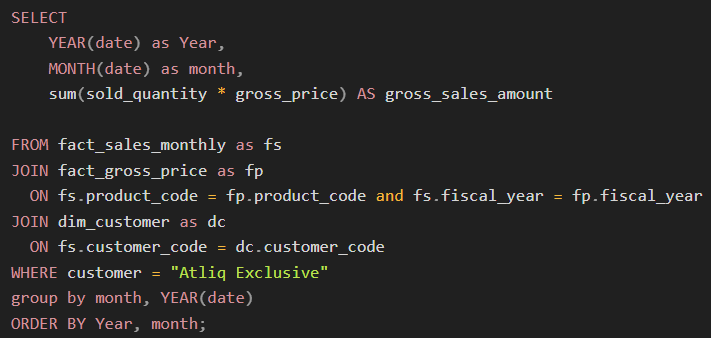 SELECT
    YEAR(date) as Year,
    MONTH(date) as month,
    sum(sold_quantity * gross_price) AS gross_sales_amount

FROM fact_sales_monthly as fs
JOIN fact_gross_price as fp
  ON fs.product_code = fp.product_code and fs.fiscal_year = fp.fiscal_year
JOIN dim_customer as dc
  ON fs.customer_code = dc.customer_code
WHERE customer = "Atliq Exclusive"
group by month, YEAR(date)
ORDER BY Year, month;